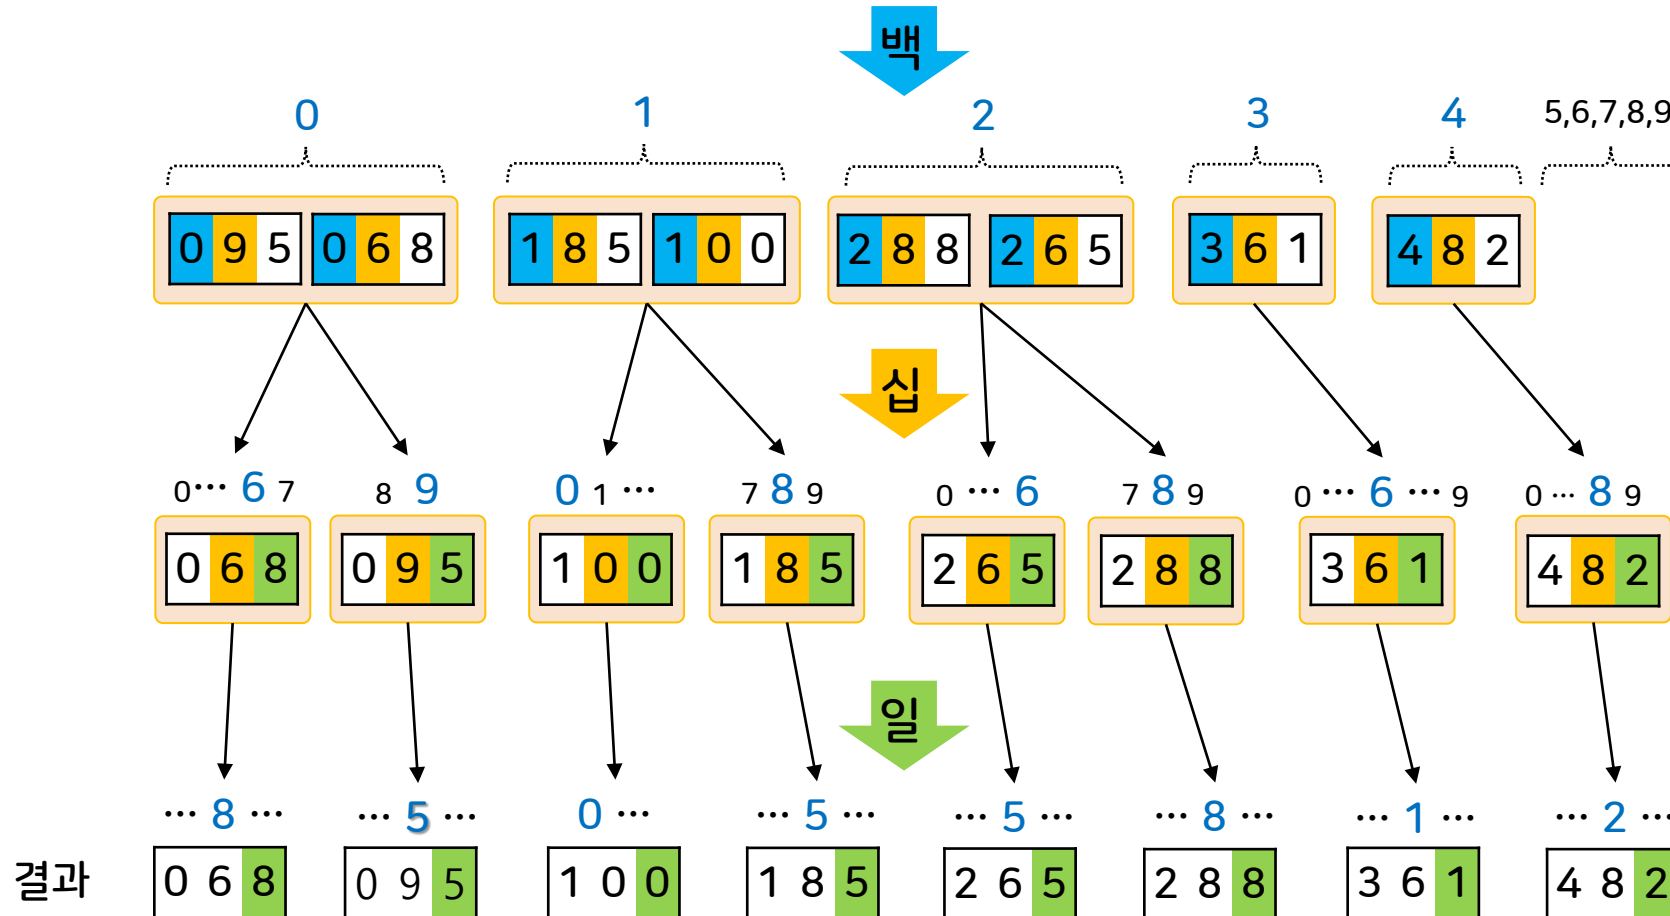 백
0 1 2 3 4 5,6,7,8,9
0 9 5 0 6 8 1 8 5 1 0 0 2 8 8 2 6 5 3 6 1 4 8 2
십
0… 6 7 8 9 0 1 … 7 8 9 0 … 6 7 8 9 0 … 6 … 9 0 … 8 9
0 6 8 0 9 5 1 0 0 1 8 5 2 6 5 2 8 8 3 6 1 4 8 2
일
… 8 … … 5 … 0 … … 5 … … 5 … … 8 … … 1 … … 2 …
결과 0 6 8 0 9 5 1 0 0 1 8 5 2 6 5 2 8 8 3 6 1 4 8 2